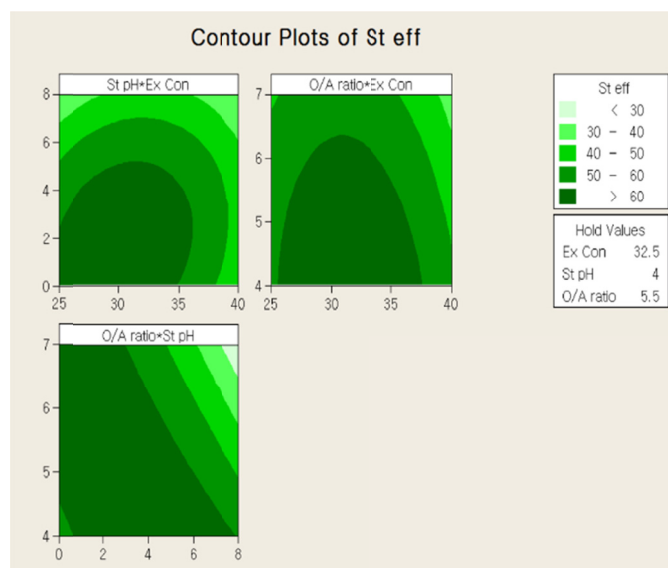 Contour Plots of St eff
St pH*Ex Con
8
6
4
2
0
25 30 35 40
O/A ratio*Ex Con
7
6
5
4
25 30 35 40
St eff
< 30
30 - 40
40 - 50
50 - 60
> 60
Hold Values
Ex Con 32.5
St pH 4
O/A ratio 5.5
O/A ratio*St pH
7
6
5
4
0 2 4 6 8